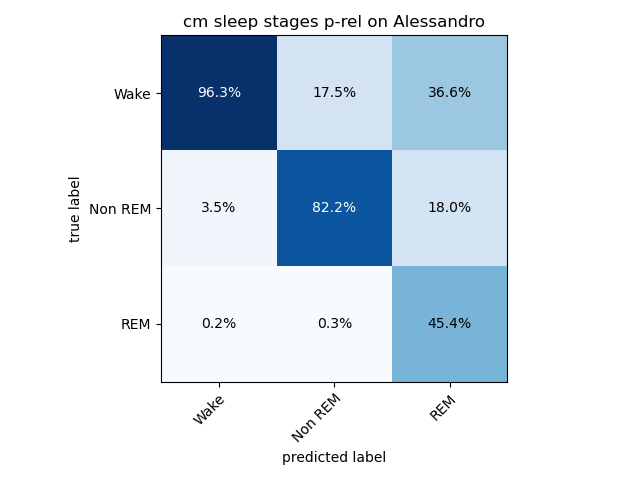 cm sleep stages p-rel on Alessandro
true label
Wake
96.3%
17.5%
36.6%
Non REM
3.5%
82.2%
18.0%
REM
0.2%
0.3%
45.4%
Wake
Non REM
REM
predicted label